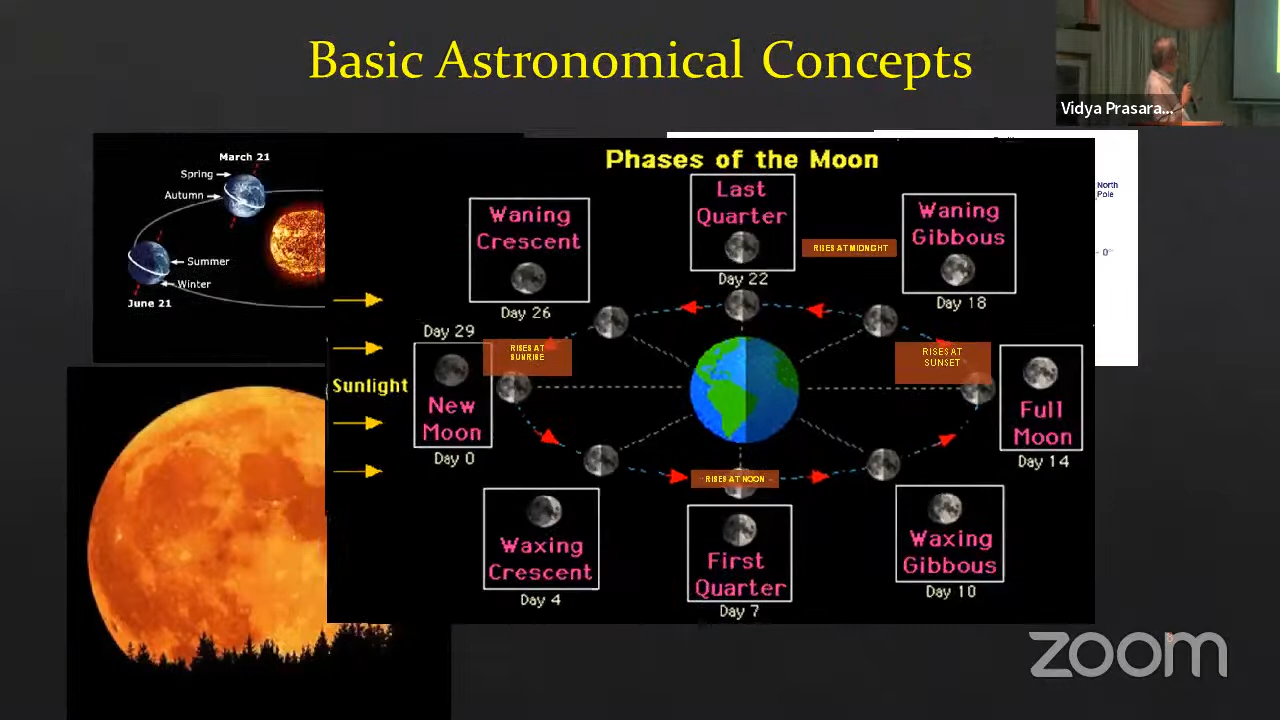 Basic Astronomical Concepts
Vidya Prasara...
March 21
Spring
Autumn
Summer
Winter
June 21
Phases of the Moon
North
Pole
0°
Waning
Crescent
Day 26
Last
Quarter
Day 22
RISES AT MIDNIGHT
Waning
Gibbous
Day 18
Day 29
New
Moon
Day 0
RISES AT
SUNRISE
Sunlight
RISES AT
SUNSET
Full
Moon
Day 14
RISES AT NOON
Waxing
Crescent
Day 4
First
Quarter
Day 7
Waxing
Gibbous
Day 10
zoom